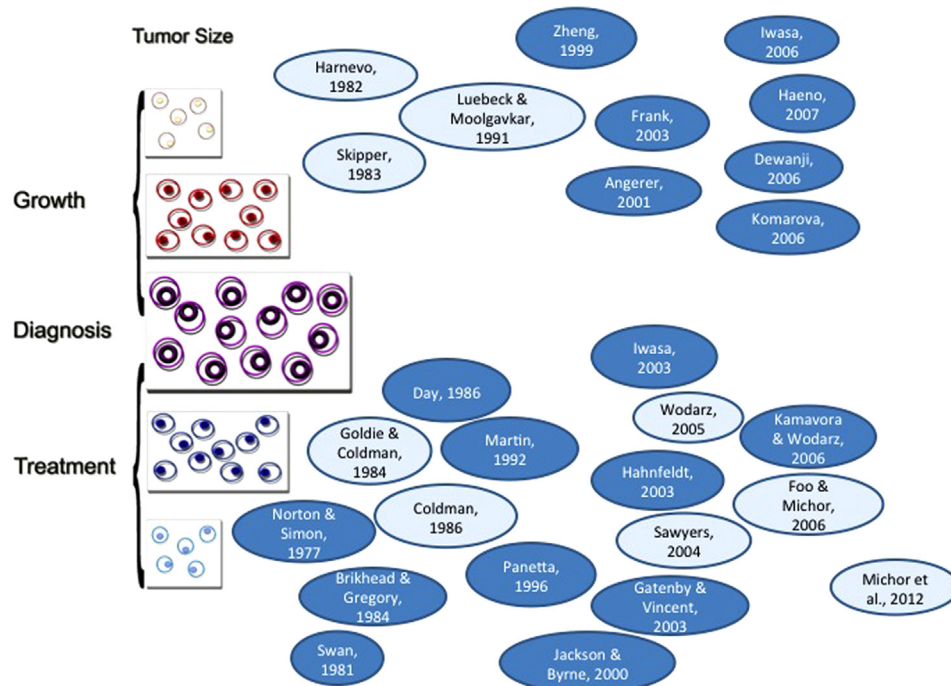 Tumor Size
Growth
Diagnosis
Treatment
Zheng,
1999
Iwasa,
2006
Harnevo,
1982
Luebeck &
Moolgavkar,
1991
Haeno,
2007
Frank,
2003
Skipper,
1983
Dewanji,
2006
Angerer,
2001
Komarova,
2006
Iwasa,
2003
Day, 1986
Wodarz,
2005
Kamavora
& Wodarz,
2006
Goldie &
Coldman,
1984
Martin,
1992
Hahnfeldt,
2003
Foo &
Michor,
2006
Coldman,
1986
Norton &
Simon,
1977
Sawyers,
2004
Panetta,
1996
Michor et
al., 2012
Brikhead &
Gregory,
1984
Gatenby &
Vincent,
2003
Swan,
1981
Jackson &
Byrne, 2000